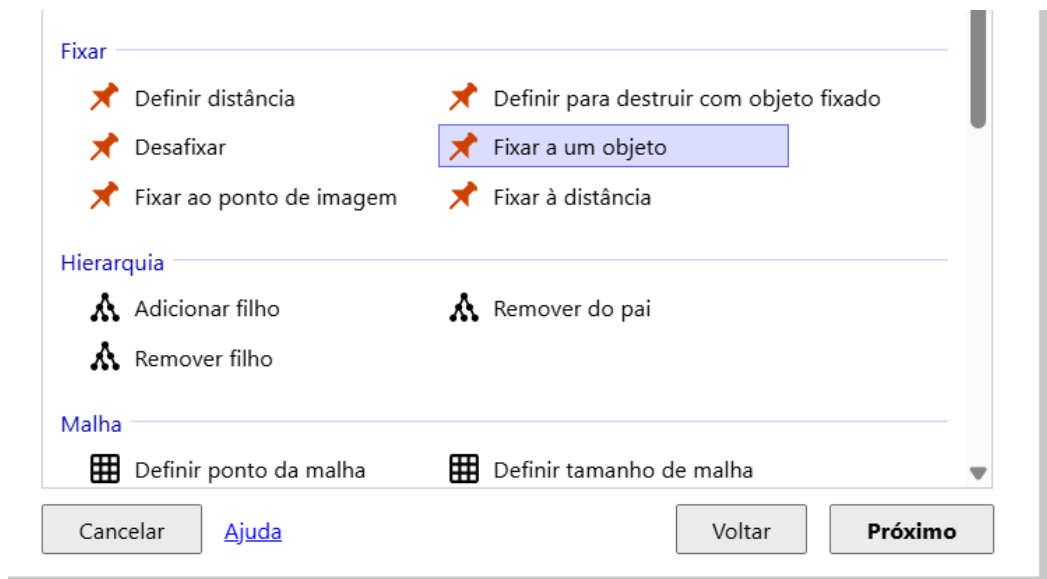 Fixar
Definir distância
Definir para destruir com objeto fixado
Desafixar
Fixar a um objeto
Fixar ao ponto de imagem
Fixar à distância
Hierarquia
Adicionar filho
Remover do pai
Remover filho
Malha
Definir ponto da malha
Definir tamanho de malha
Cancelar
Ajuda
Voltar
Próximo